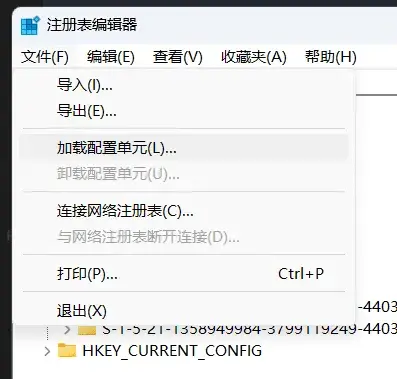 注册表编辑器
文件(F) 编辑(E) 查看(V) 收藏夹(A) 帮助(H)
导入(I)...
导出(E)...
加载配置单元(L)...
卸载配置单元(U)...
连接网络注册表(C)...
与网络注册表断开连接(D)...
打印(P)... Ctrl+P
退出(X)
-4403
S-1-5-21-1358949984-3799119249-4403
HKEY_CURRENT_CONFIG